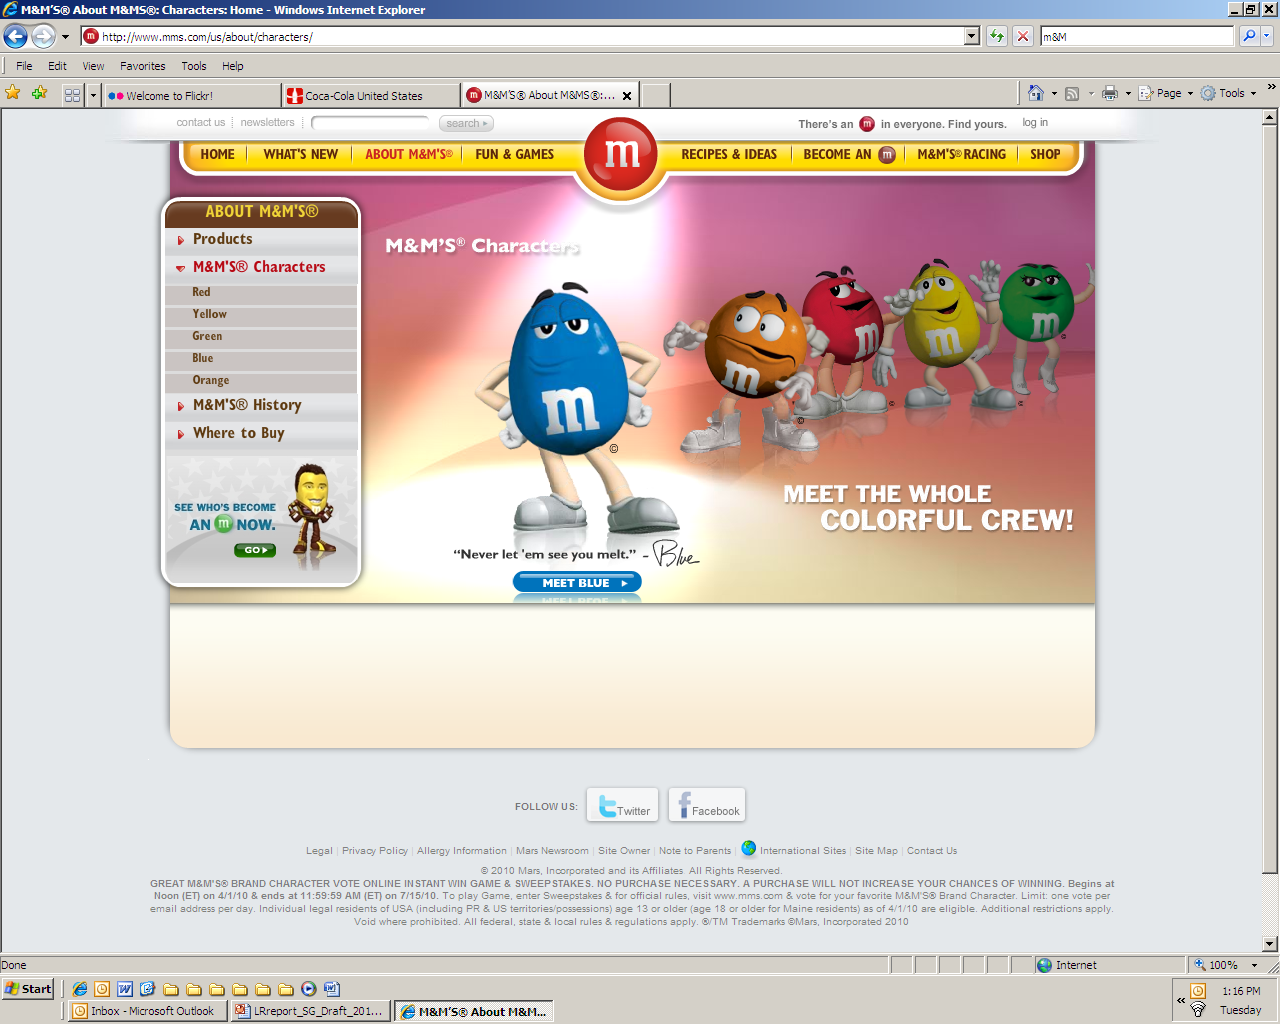 M&M'S® About M&MS®: Characters: Home - Windows Internet Explorer
http://www.mms.com/us/about/characters/
m&M
File Edit View Favorites Tools Help
Welcome to Flickr!
Coca-Cola United States
M&M'S® About M&MS®:...
Page
Tools
contact us
newsletters
search
There's an m in everyone. Find yours.
log in
HOME
WHAT'S NEW
ABOUT M&M'S®
FUN & GAMES
m
RECIPES & IDEAS
BECOME AN m
M&M'S® RACING
SHOP
ABOUT M&M'S®
Products
M&M'S® Characters
Red
Yellow
Green
Blue
Orange
M&M'S® History
Where to Buy
SEE WHO'S BECOME
AN m NOW.
GO
M&M'S® Characters
m
m
m
m
m
©
©
©
©
©
MEET THE WHOLE
COLORFUL CREW!
"Never let 'em see you melt." - Blue
MEET BLUE
FOLLOW US:
Twitter
Facebook
Legal | Privacy Policy | Allergy Information | Mars Newsroom | Site Owner | Note to Parents | International Sites | Site Map | Contact Us
© 2010 Mars, Incorporated and its Affiliates All Rights Reserved.
GREAT M&M'S® BRAND CHARACTER VOTE ONLINE INSTANT WIN GAME & SWEEPSTAKES. NO PURCHASE NECESSARY. A PURCHASE WILL NOT INCREASE YOUR CHANCES OF WINNING. Begins at
Noon (ET) on 4/1/10 & ends at 11:59:59 AM (ET) on 7/15/10. To play Game, enter Sweepstakes & for official rules, visit www.mms.com & vote for your favorite M&M'S® Brand Character. Limit: one vote per
email address per day. Individual legal residents of USA (including PR & US territories/possessions) age 13 or older (age 18 or older for Maine residents) as of 4/1/10 are eligible. Additional restrictions apply.
Void where prohibited. All federal, state & local rules & regulations apply. ®/TM Trademarks ©Mars, Incorporated 2010
Done
Internet
100%
Start
1:16 PM
Inbox - Microsoft Outlook
LRreport_SG_Draft_201...
M&M'S® About M&M...
Tuesday